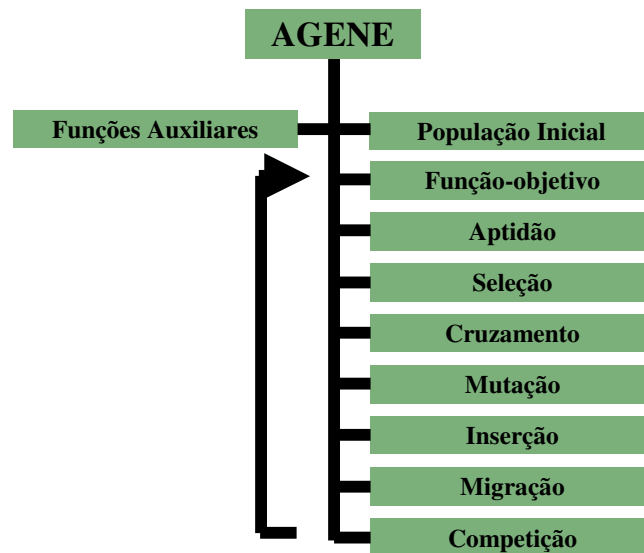 AGENE
Funções Auxiliares
População Inicial
Função-objetivo
Aptidão
Seleção
Cruzamento
Mutação
Inserção
Migração
Competição